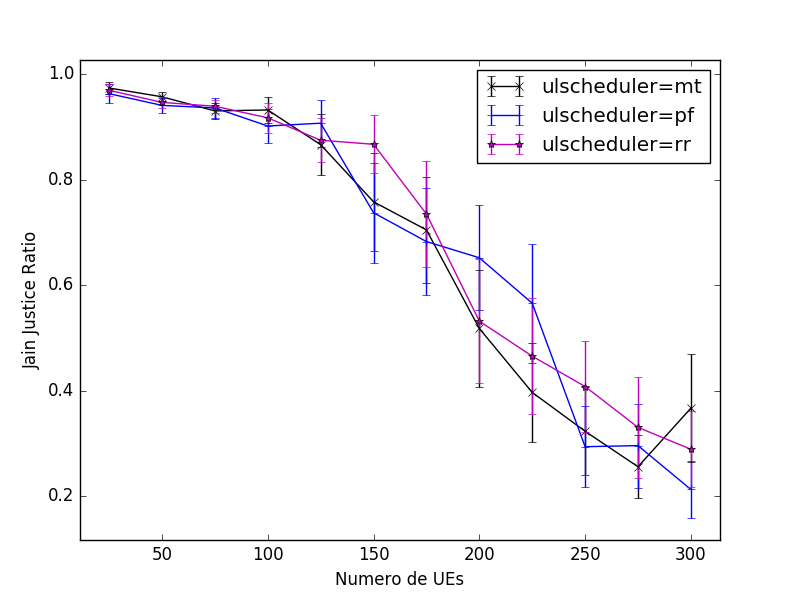 1.0
0.8
0.6
0.4
0.2
Jain Justice Ratio
ulscheduler=mt
ulscheduler=pf
ulscheduler=rr
50 100 150 200 250 300
Numero de UEs